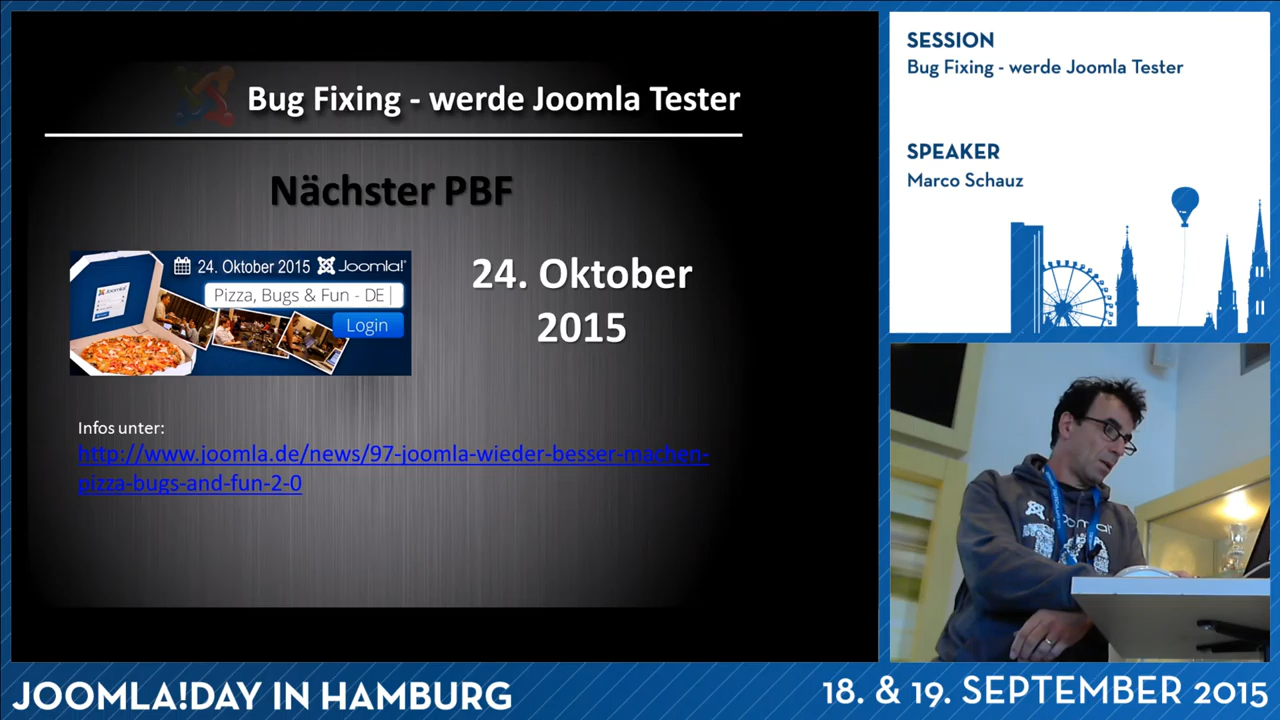 Bug Fixing - werde Joomla Tester
Nächster PBF
24. Oktober 2015 Joomla!
Pizza, Bugs & Fun - DE
Login
24. Oktober
2015
Infos unter:
http://www.joomla.de/news/97-joomla-wieder-besser-machen-
pizza-bugs-and-fun-2-0
SESSION
Bug Fixing - werde Joomla Tester
SPEAKER
Marco Schauz
Joomla!
JOOMLA!DAY IN HAMBURG
18. & 19. SEPTEMBER 2015